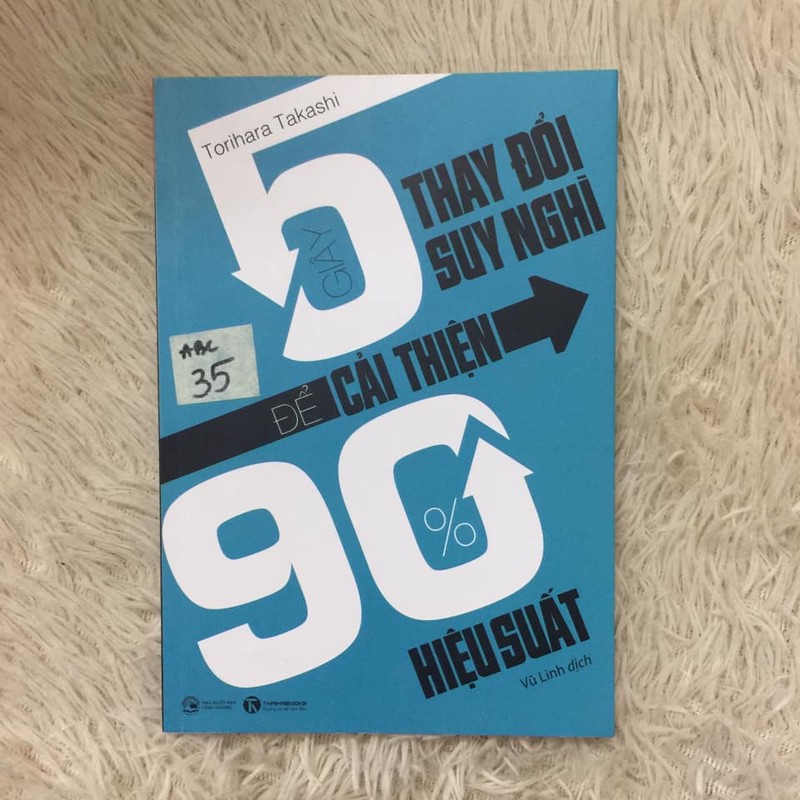 Torihara Takashi
5 GIÂY
THAY ĐỔI
SUY NGHĨ
ABC
35
ĐỂ CẢI THIỆN
90%
HIỆU SUẤT
Vũ Linh dịch
THAIHABOOKS